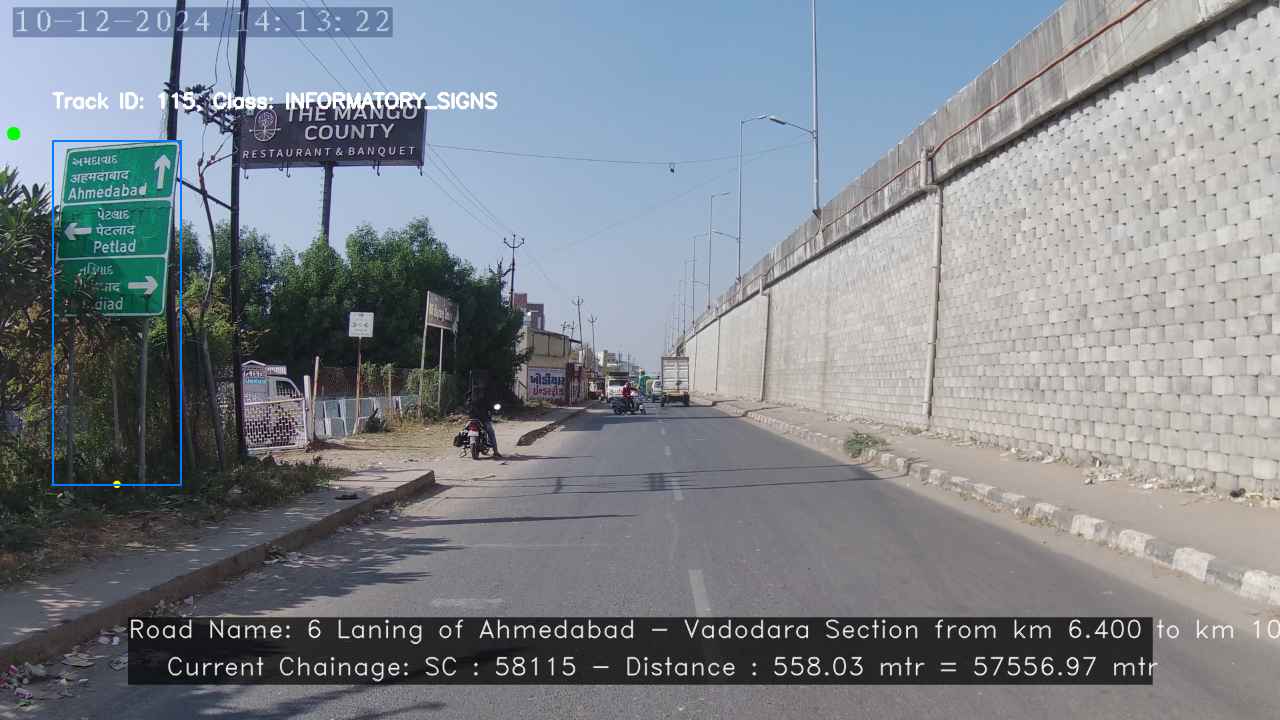 10-12-2024 14:13:22
Track ID: 115, Class: INFORMATORY_SIGNS
THE MANGO
COUNTY
RESTAURANT & BANQUET
અમદાવાદ
अहमदाबाद
Ahmedabad
પેટલાદ
पेटलाद
Petlad
ખોડીયાર
Road Name: 6 Laning of Ahmedabad - Vadodara Section from km 6.400 to km 10
Current Chainage: SC : 58115 - Distance : 558.03 mtr = 57556.97 mtr